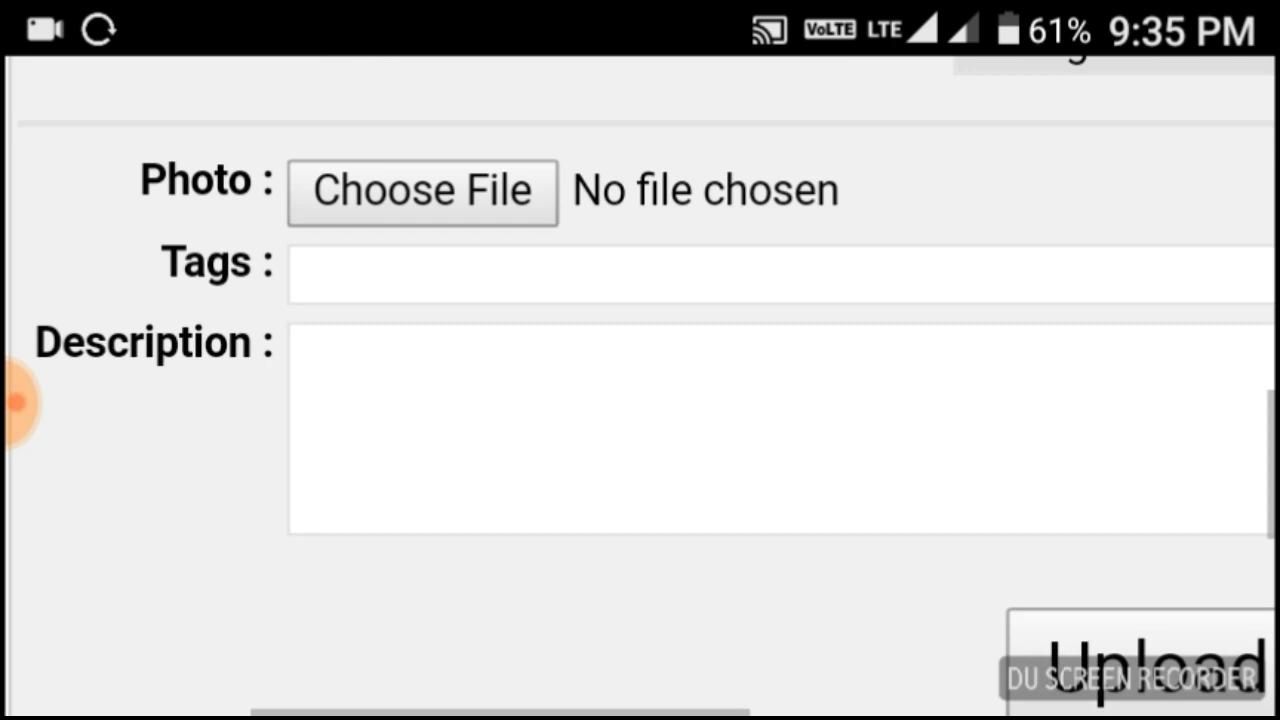 VoLTE LTE 61% 9:35 PM
Photo : Choose File No file chosen
Tags :
Description :
Upload
DU SCREEN RECORDER